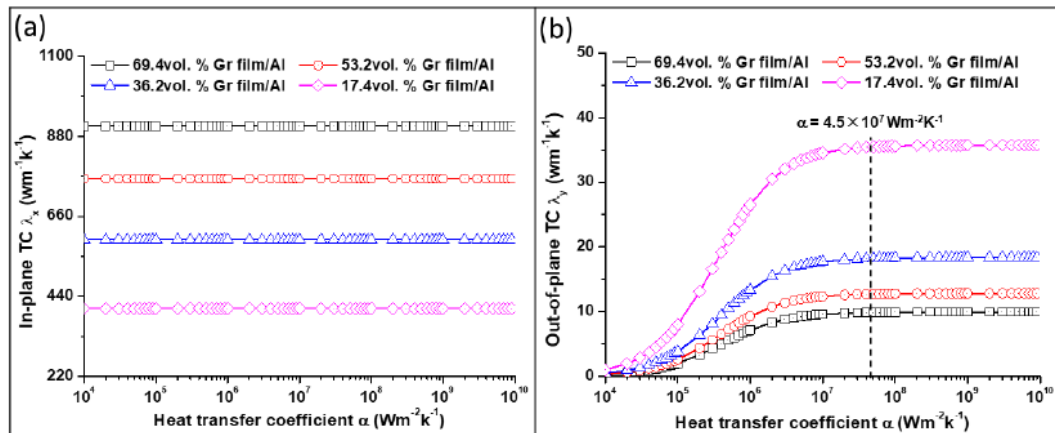 (a)
1100
880
660
440
220
In-plane TC λₓ (wm⁻¹k⁻¹)
69.4vol. % Gr film/Al
53.2vol. % Gr film/Al
36.2vol. % Gr film/Al
17.4vol. % Gr film/Al
10⁴ 10⁵ 10⁶ 10⁷ 10⁸ 10⁹ 10¹⁰
Heat transfer coefficient α (Wm⁻²k⁻¹)
(b)
50
40
30
20
10
0
Out-of-plane TC λᵧ (wm⁻¹k⁻¹)
69.4vol. % Gr film/Al
53.2vol. % Gr film/Al
36.2vol. % Gr film/Al
17.4vol. % Gr film/Al
α = 4.5×10⁷ Wm⁻²K⁻¹
10⁴ 10⁵ 10⁶ 10⁷ 10⁸ 10⁹ 10¹⁰
Heat transfer coefficient α (Wm⁻²k⁻¹)